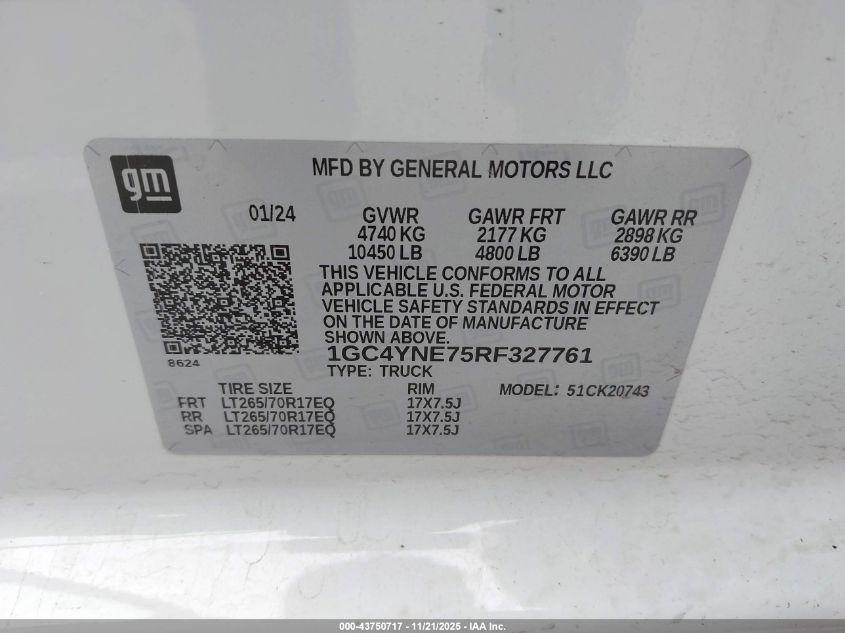 gm
MFD BY GENERAL MOTORS LLC
01/24 GVWR GAWR FRT GAWR RR
4740 KG 2177 KG 2898 KG
10450 LB 4800 LB 6390 LB
THIS VEHICLE CONFORMS TO ALL
APPLICABLE U.S. FEDERAL MOTOR
VEHICLE SAFETY STANDARDS IN EFFECT
ON THE DATE OF MANUFACTURE
SHOWN ABOVE.
8624
1GC4YNE75RF327761
TYPE: TRUCK
TIRE SIZE RIM MODEL: 51CK20743
FRT LT265/70R17EQ 17X7.5J
RR LT265/70R17EQ 17X7.5J
SPA LT265/70R17EQ 17X7.5J
000-43750717 - 11/21/2025 - IAA Inc.